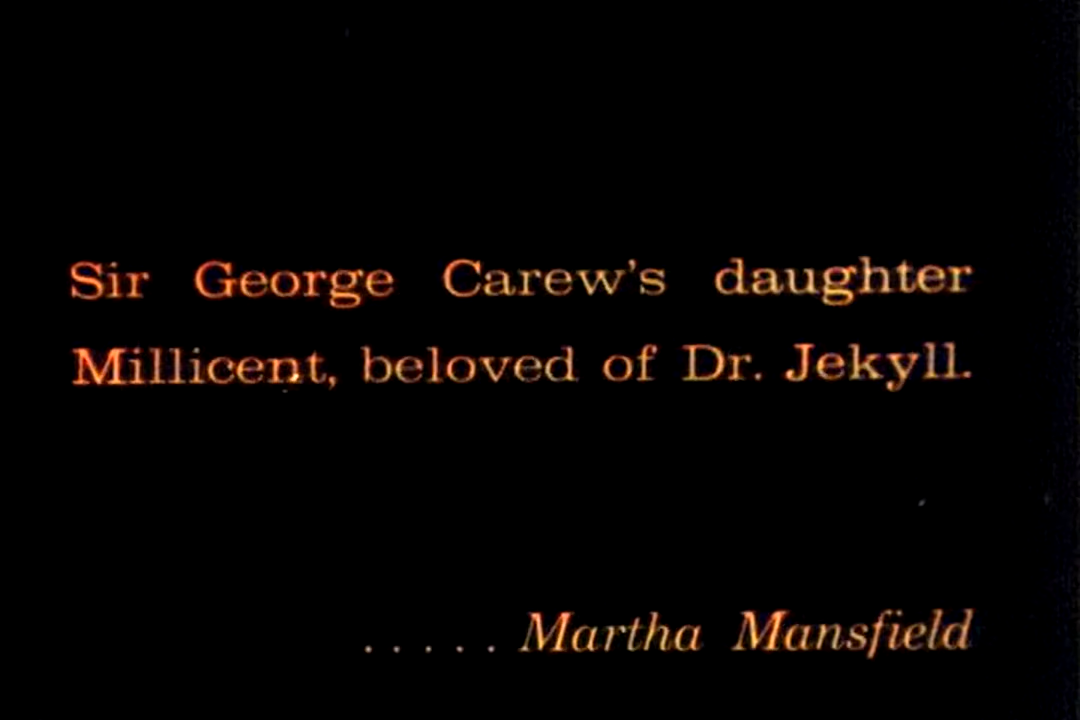 Sir George Carew's daughter
Millicent, beloved of Dr. Jekyll.
..... Martha Mansfield